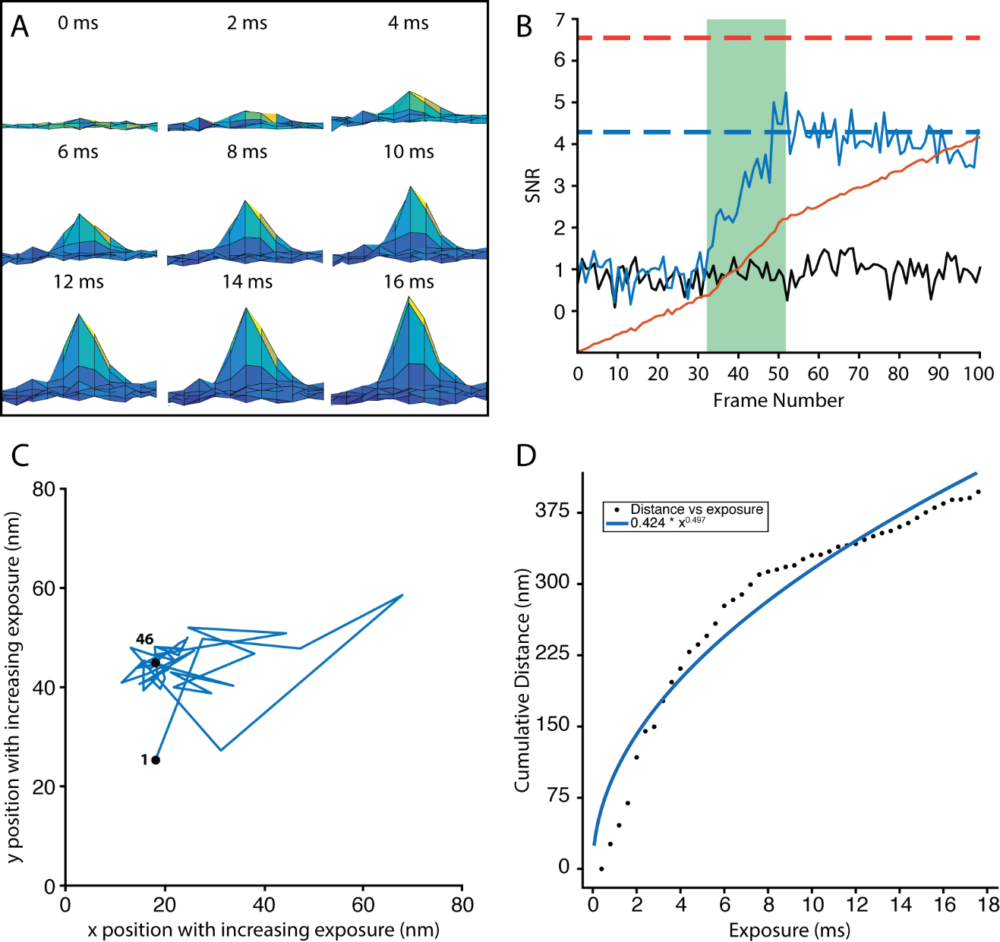 A
0 ms 2 ms 4 ms
6 ms 8 ms 10 ms
12 ms 14 ms 16 ms
B
7
6
5
4
3
2
1
0
SNR
0 10 20 30 40 50 60 70 80 90 100
Frame Number
C
80
60
40
20
0
y position with increasing exposure (nm)
46
1
0 20 40 60 80
x position with increasing exposure (nm)
D
375
300
225
150
75
0
Cumulative Distance (nm)
Distance vs exposure
0.424 * x^0.497
0 2 4 6 8 10 12 14 16 18
Exposure (ms)